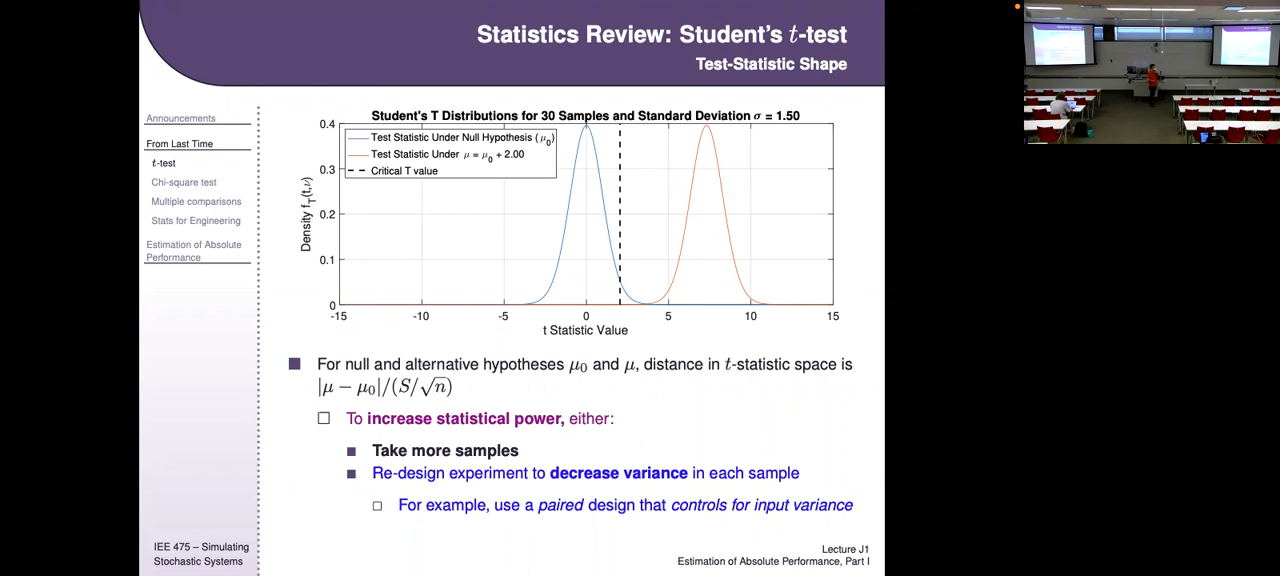 Statistics Review: Student's t-test
Test-Statistic Shape
Announcements
From Last Time
t-test
Chi-square test
Multiple comparisons
Stats for Engineering
Estimation of Absolute
Performance
Student's T Distributions for 30 Samples and Standard Deviation σ = 1.50
Test Statistic Under Null Hypothesis (μ0)
Test Statistic Under μ = μ0 + 2.00
Critical T value
Density fT(t,ν)
0.4
0.3
0.2
0.1
0
-15 -10 -5 0 5 10 15
t Statistic Value
■ For null and alternative hypotheses μ0 and μ, distance in t-statistic space is
|μ − μ0|/(S/√n)
□ To increase statistical power, either:
■ Take more samples
■ Re-design experiment to decrease variance in each sample
□ For example, use a paired design that controls for input variance
IEE 475 – Simulating
Stochastic Systems
Lecture J1
Estimation of Absolute Performance, Part I